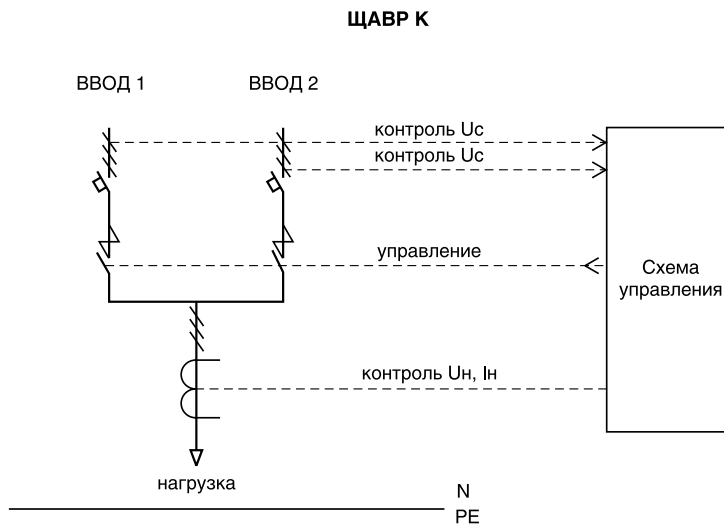 ЩАВР К
ВВОД 1
ВВОД 2
контроль Uc
контроль Uc
управление
Схема
управления
контроль Uн, Iн
нагрузка
N
PE